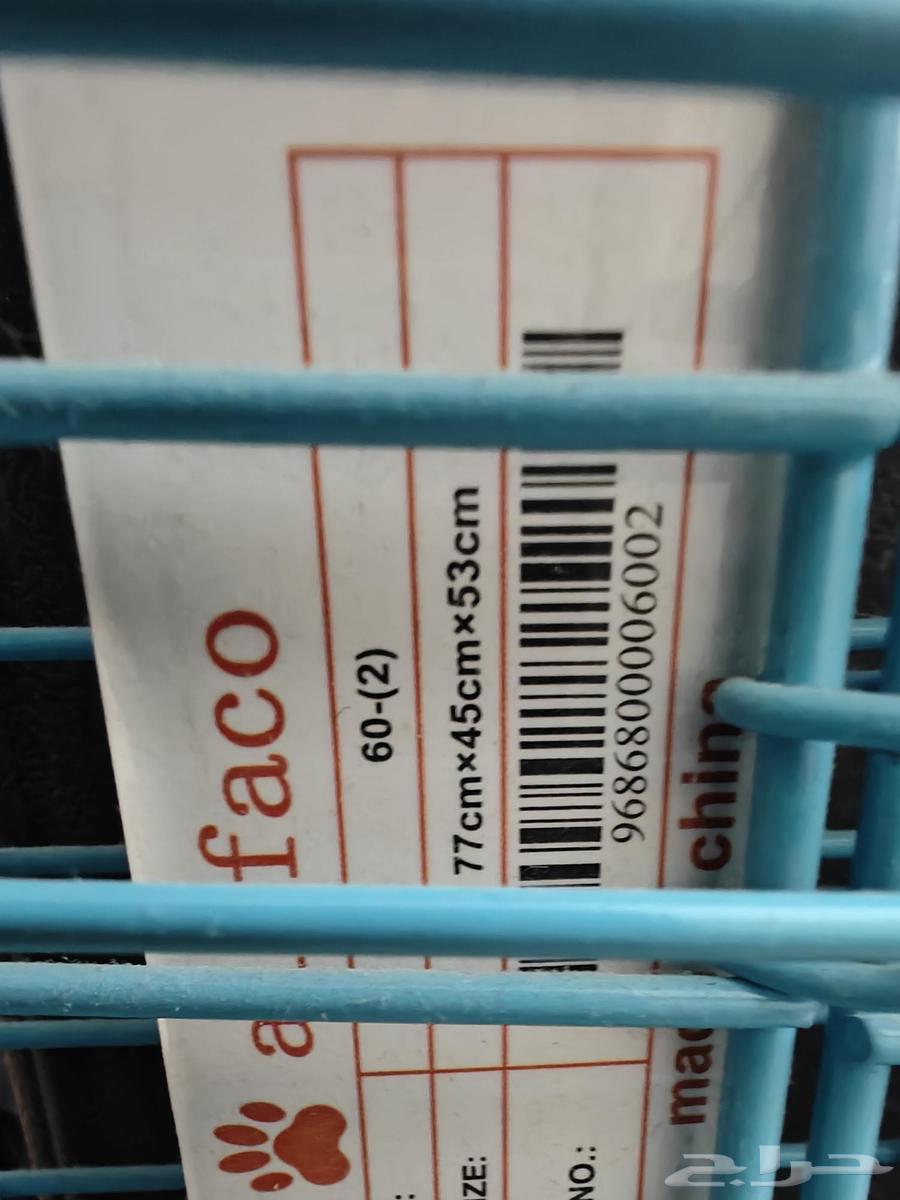 a faco
: 60-(2)
ZE: 77cm×45cm×53cm
NO.: 9686800006002
china
حراج